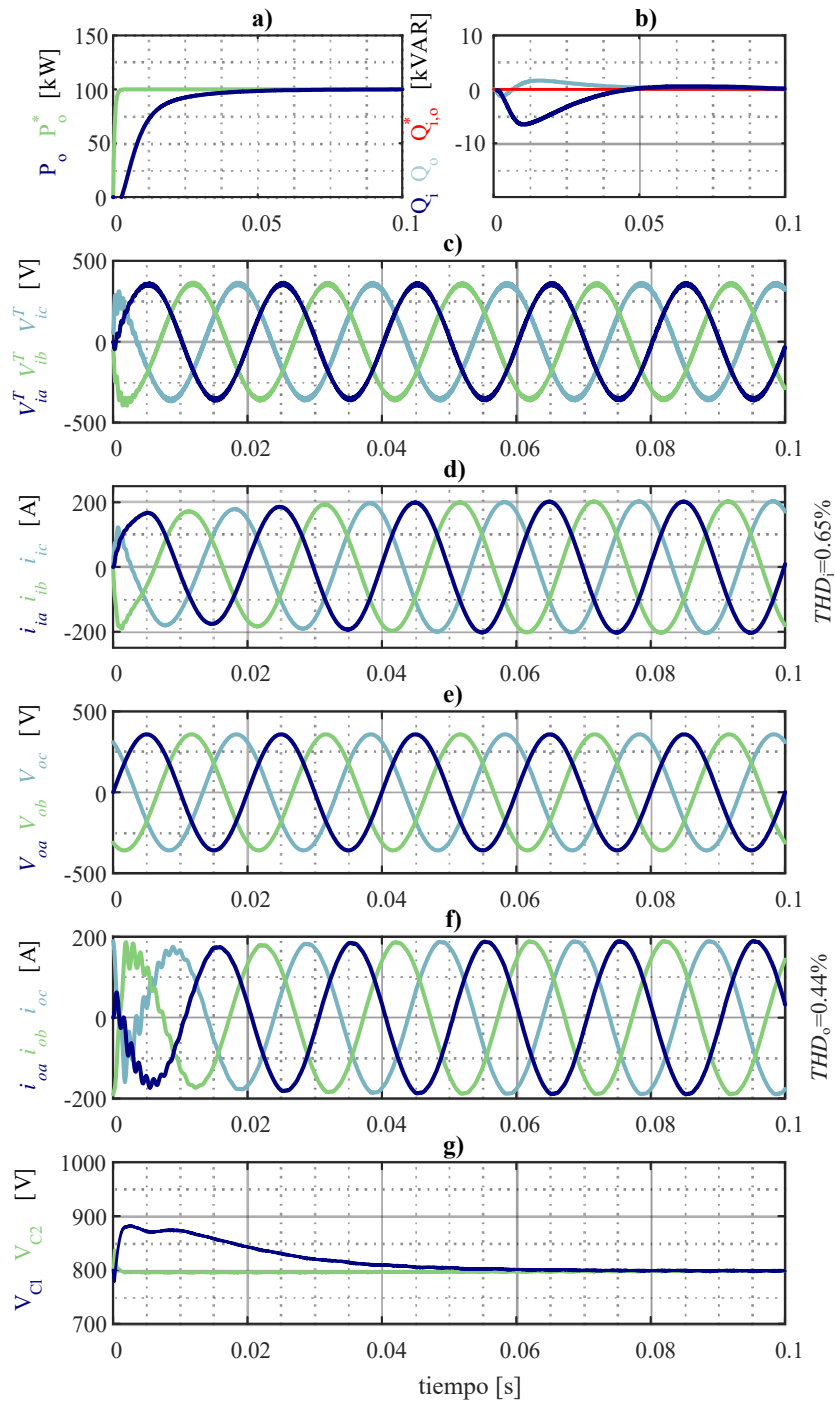 a)
P_o P_o^* [kW]
150
100
50
0
0 0.05 0.1
b)
Q_i Q_o Q_{i,o}^* [kVAR]
10
0
-10
0 0.05 0.1
c)
V_{ia}^T V_{ib}^T V_{ic}^T [V]
500
0
-500
0 0.02 0.04 0.06 0.08 0.1
d)
i_{ia} i_{ib} i_{ic} [A]
200
0
-200
0 0.02 0.04 0.06 0.08 0.1
THD_i=0.65%
e)
V_{oa} V_{ob} V_{oc} [V]
500
0
-500
0 0.02 0.04 0.06 0.08 0.1
f)
i_{oa} i_{ob} i_{oc} [A]
200
0
-200
0 0.02 0.04 0.06 0.08 0.1
THD_o=0.44%
g)
V_{C1} V_{C2} [V]
1000
900
800
700
0 0.02 0.04 0.06 0.08 0.1
tiempo [s]